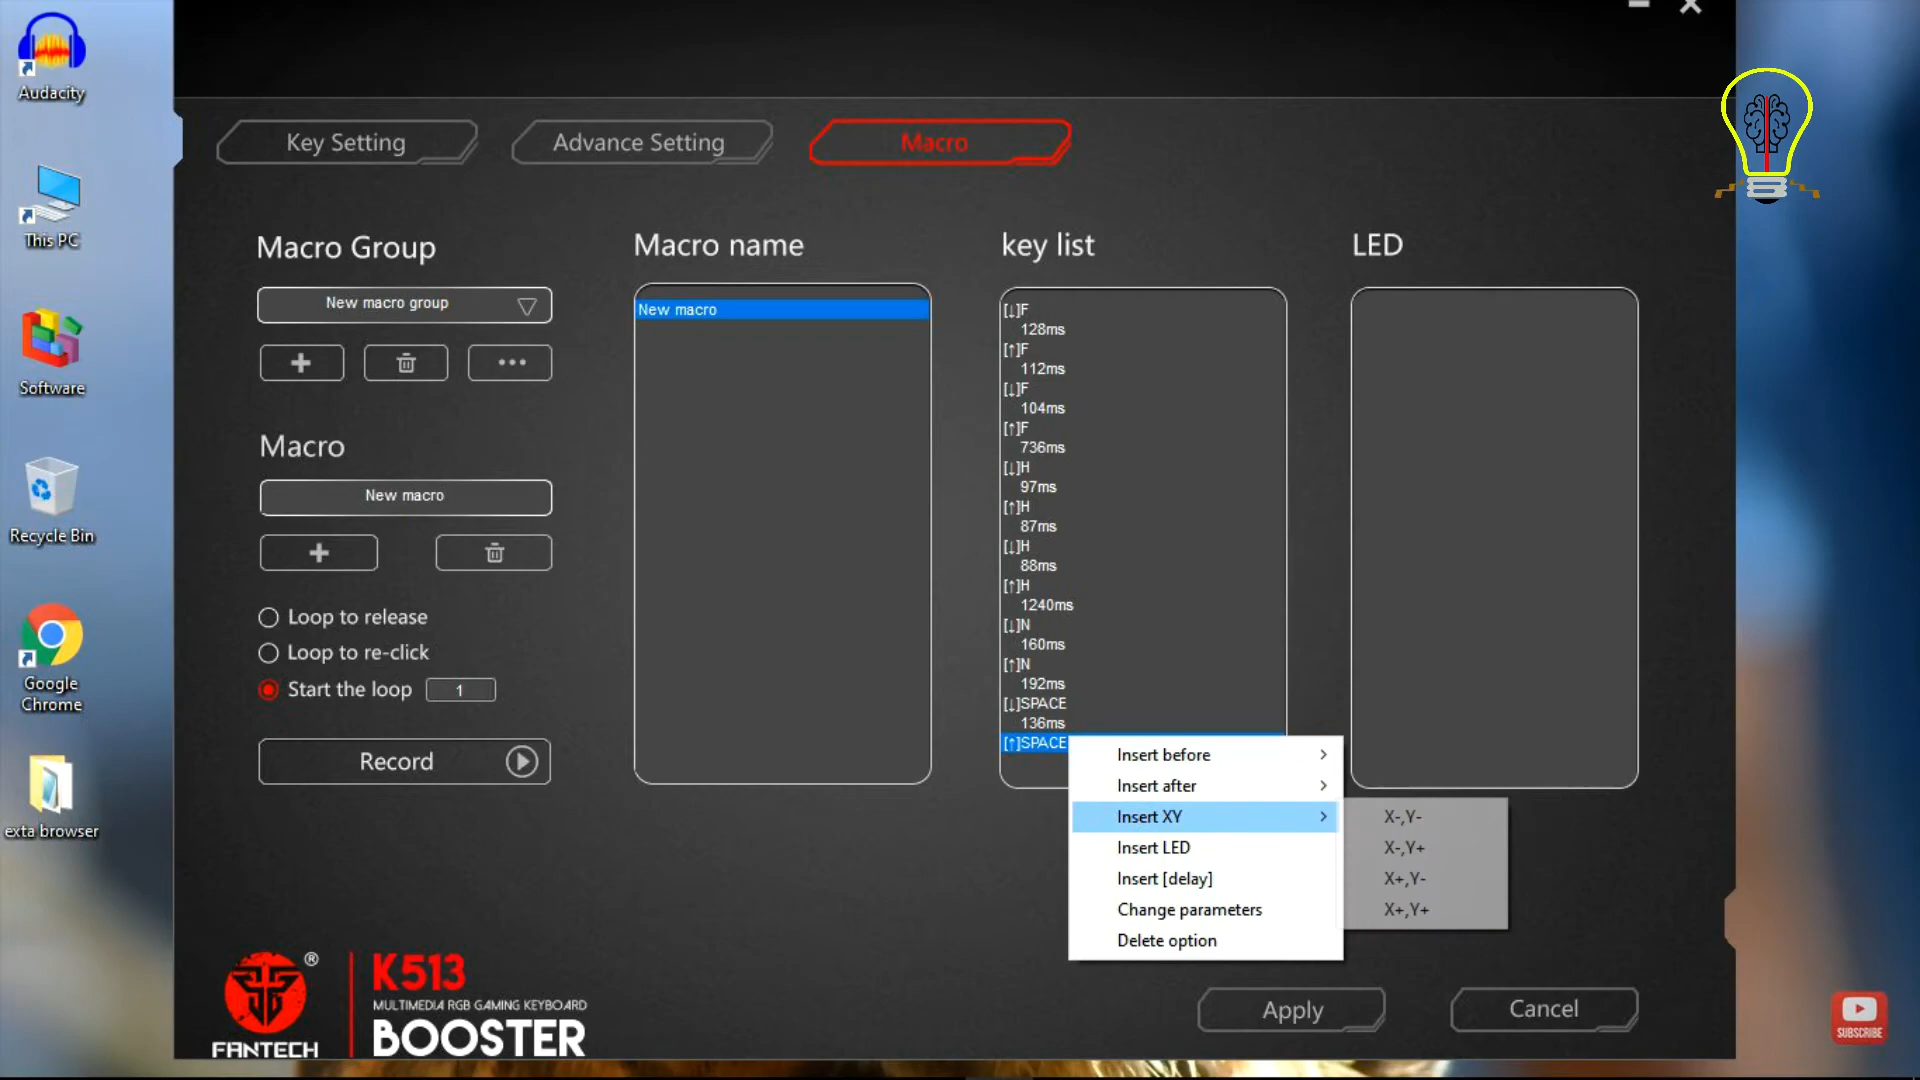 Audacity
This PC
Software
Recycle Bin
Google
Chrome
exta browser
Key Setting
Advance Setting
Macro
Macro Group
New macro group
Macro
New macro
Loop to release
Loop to re-click
Start the loop
1
Record
Macro name
New macro
key list
[↓]F
128ms
[↑]F
112ms
[↓]F
104ms
[↑]F
736ms
[↓]H
97ms
[↑]H
87ms
[↓]H
88ms
[↑]H
1240ms
[↓]N
160ms
[↑]N
192ms
[↓]SPACE
136ms
[↑]SPACE
LED
Insert before
Insert after
Insert XY
Insert LED
Insert [delay]
Change parameters
Delete option
X-,Y-
X-,Y+
X+,Y-
X+,Y+
FANTECH®
K513
MULTIMEDIA RGB GAMING KEYBOARD
BOOSTER
Apply
Cancel
SUBSCRIBE